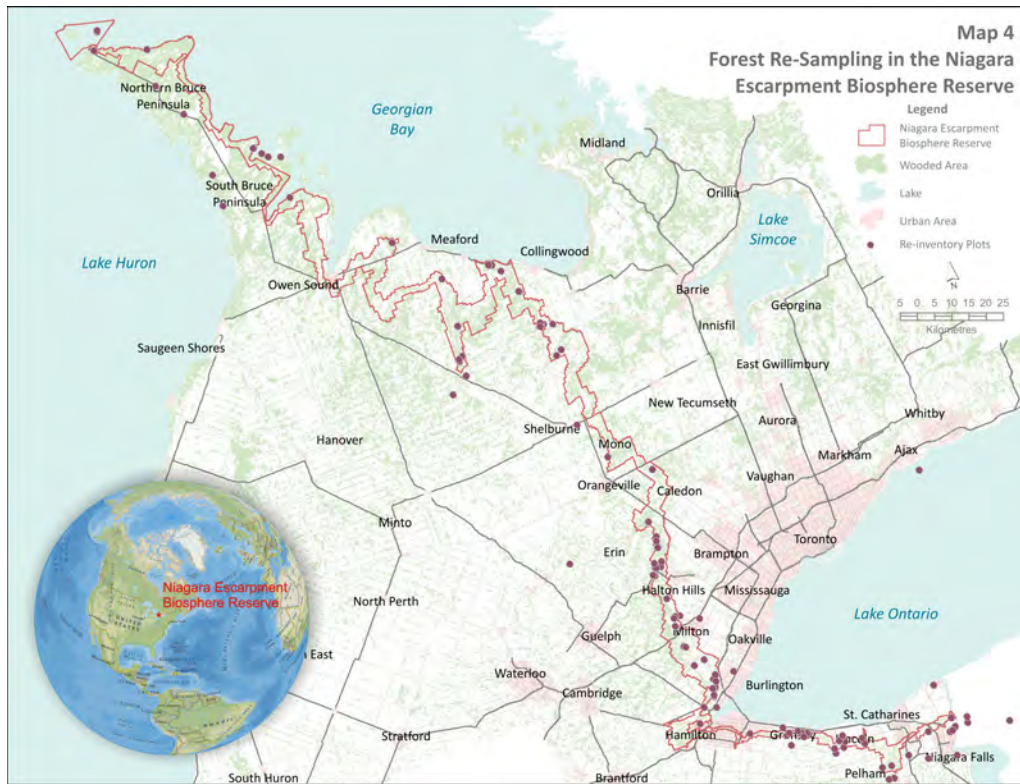 Map 4
Forest Re-Sampling in the Niagara
Escarpment Biosphere Reserve
Legend
Niagara Escarpment
Biosphere Reserve
Wooded Area
Lake
Urban Area
Re-inventory Plots
N
5 0 5 10 15 20 25
Kilometres
Northern Bruce
Peninsula
Georgian
Bay
Midland
Orillia
South Bruce
Peninsula
Lake
Simcoe
Lake Huron
Meaford
Collingwood
Owen Sound
Barrie
Georgina
Innisfil
Saugeen Shores
East Gwillimbury
New Tecumseth
Whitby
Aurora
Shelburne
Hanover
Mono
Ajax
Markham
Vaughan
Orangeville
Caledon
Minto
Toronto
Erin
Brampton
Niagara Escarpment
Biosphere Reserve
Halton Hills
Mississauga
North Perth
Lake Ontario
UNITED
STATES
Guelph
Milton
Oakville
East
Waterloo
Cambridge
Burlington
St. Catharines
Stratford
Hamilton
Grimsby
Lincoln
Niagara Falls
South Huron
Brantford
Pelham